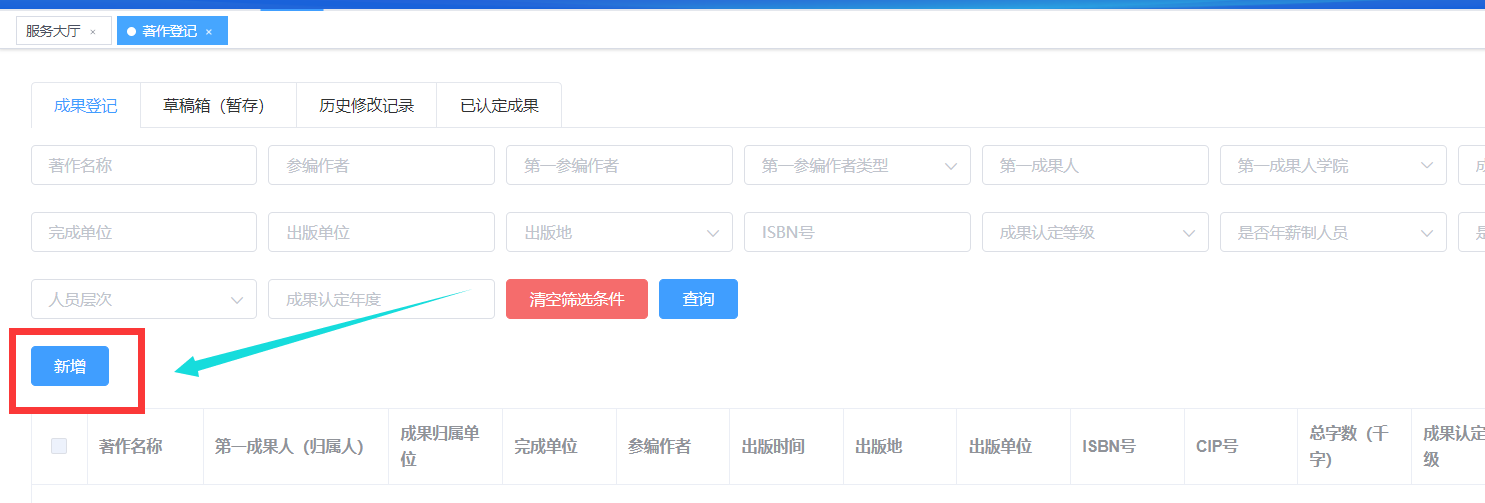 服务大厅 ×
著作登记 ×
成果登记
草稿箱（暂存）
历史修改记录
已认定成果
著作名称
参编作者
第一参编作者
第一参编作者类型
第一成果人
第一成果人学院
完成单位
出版单位
出版地
ISBN号
成果认定等级
是否年薪制人员
人员层次
成果认定年度
清空筛选条件
查询
新增
著作名称
第一成果人（归属人）
成果归属单
位
完成单位
参编作者
出版时间
出版地
出版单位
ISBN号
CIP号
总字数（千
字）
成果认定
级